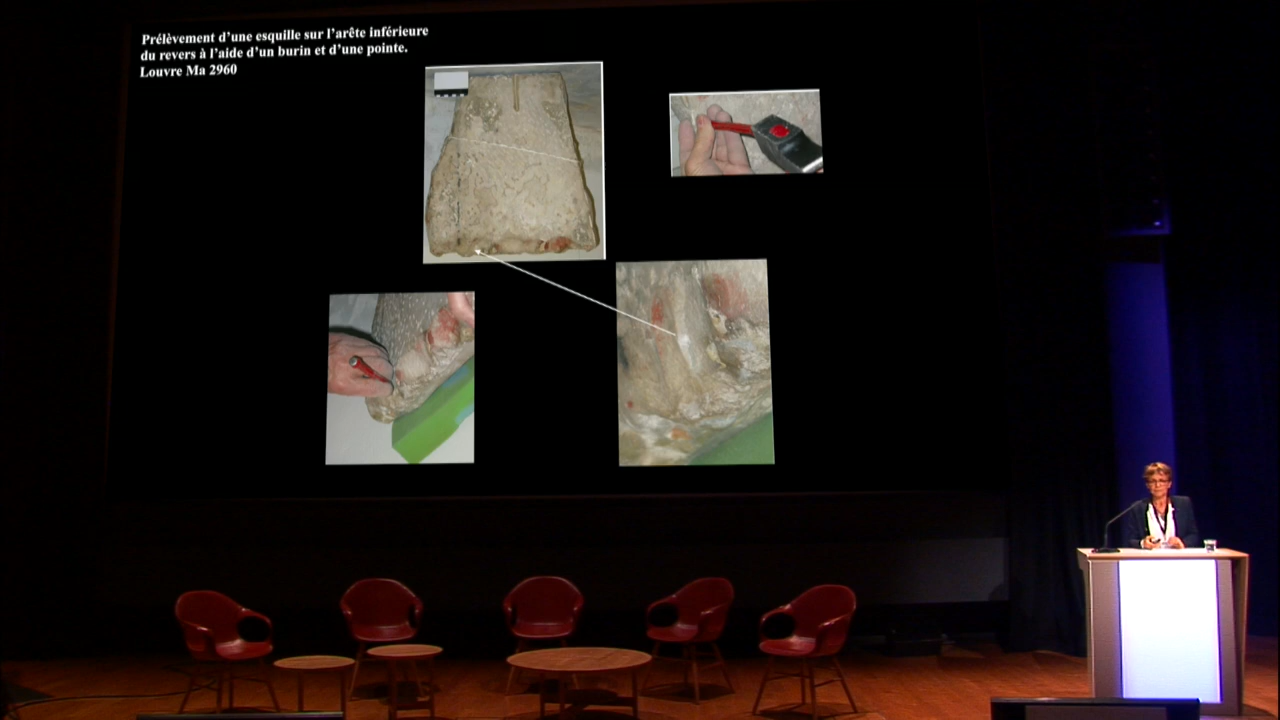 Prélèvement d'une esquille sur l'arête inférieure
du revers à l'aide d'un burin et d'une pointe.
Louvre Ma 2960